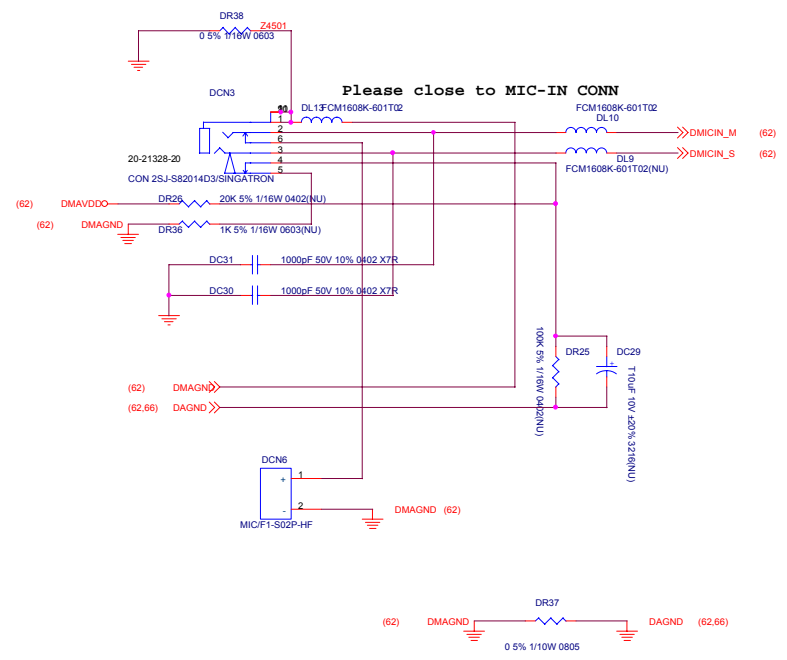 DR38
Z4501
0 5% 1/16W 0603
DCN3
Please close to MIC-IN CONN
DL13 FCM1608K-601T02
FCM1608K-601T02
DL10
1
2
6
3
4
5
DMICIN_M (62)
DMICIN_S (62)
DL9
FCM1608K-601T02(NU)
20-21328-20
CON 2SJ-S82014D3/SINGATRON
(62) DMAVDD
DR26 20K 5% 1/16W 0402(NU)
(62) DMAGND
DR36 1K 5% 1/16W 0603(NU)
DC31 1000pF 50V 10% 0402 X7R
DC30 1000pF 50V 10% 0402 X7R
100K 5% 1/16W 0402(NU)
DR25
DC29
+
T10uF 10V ±20% 3216(NU)
(62) DMAGND
(62,66) DAGND
DCN6
+ 1
- 2
MIC/F1-S02P-HF
DMAGND (62)
DR37
(62) DMAGND
DAGND (62,66)
0 5% 1/10W 0805